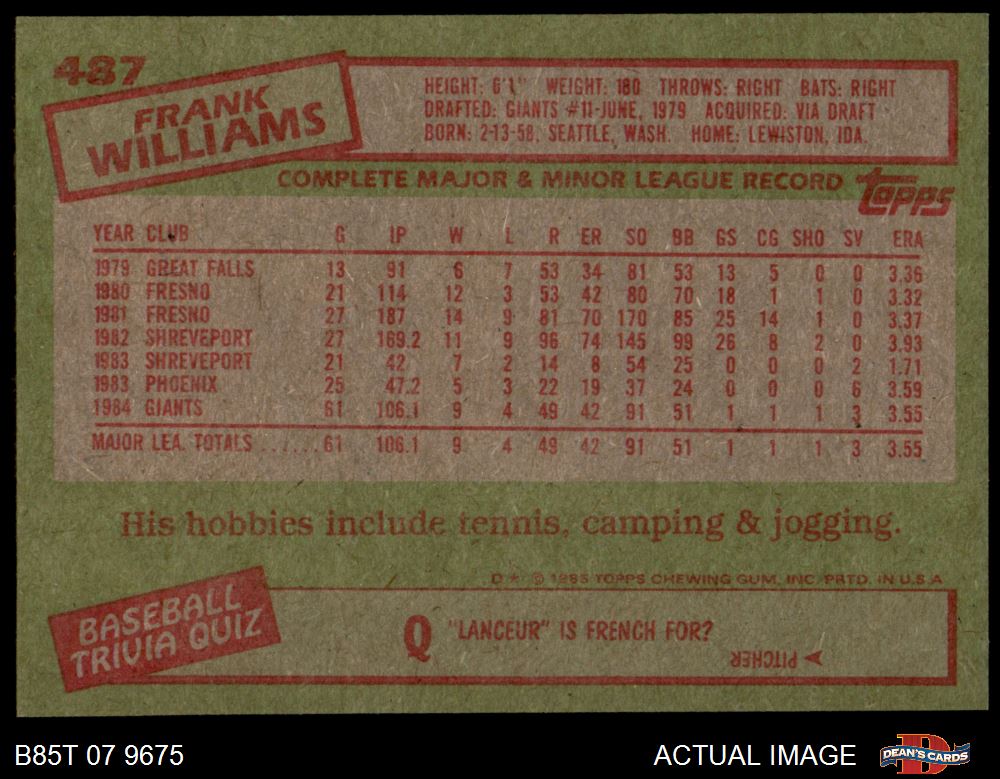 487
FRANK
WILLIAMS
HEIGHT: 6'1" WEIGHT: 180 THROWS: RIGHT BATS: RIGHT
DRAFTED: GIANTS #11-JUNE, 1979 ACQUIRED: VIA DRAFT
BORN: 2-13-58, SEATTLE, WASH. HOME: LEWISTON, IDA.
COMPLETE MAJOR & MINOR LEAGUE RECORD
Topps
YEAR CLUB G IP W L R ER SO BB GS CG SHO SV ERA
1979 GREAT FALLS 13 91 6 7 53 34 81 53 13 5 0 0 3.36
1980 FRESNO 21 114 12 3 53 42 80 70 18 1 1 0 3.32
1981 FRESNO 27 187 14 9 81 70 170 85 25 14 1 0 3.37
1982 SHREVEPORT 27 169.2 11 9 96 74 145 99 26 8 2 0 3.93
1983 SHREVEPORT 21 42 7 2 14 8 54 25 0 0 0 2 1.71
1983 PHOENIX 25 47.2 5 3 22 19 37 24 0 0 0 6 3.59
1984 GIANTS 61 106.1 9 4 49 42 91 51 1 1 1 3 3.55
MAJOR LEA. TOTALS ......61 106.1 9 4 49 42 91 51 1 1 1 3 3.55
His hobbies include tennis, camping & jogging.
D* © 1985 TOPPS CHEWING GUM, INC. PRTD. IN U.S.A.
BASEBALL
TRIVIA QUIZ
Q "LANCEUR" IS FRENCH FOR?
PITCHER
B85T 07 9675
ACTUAL IMAGE
DEAN'S CARDS